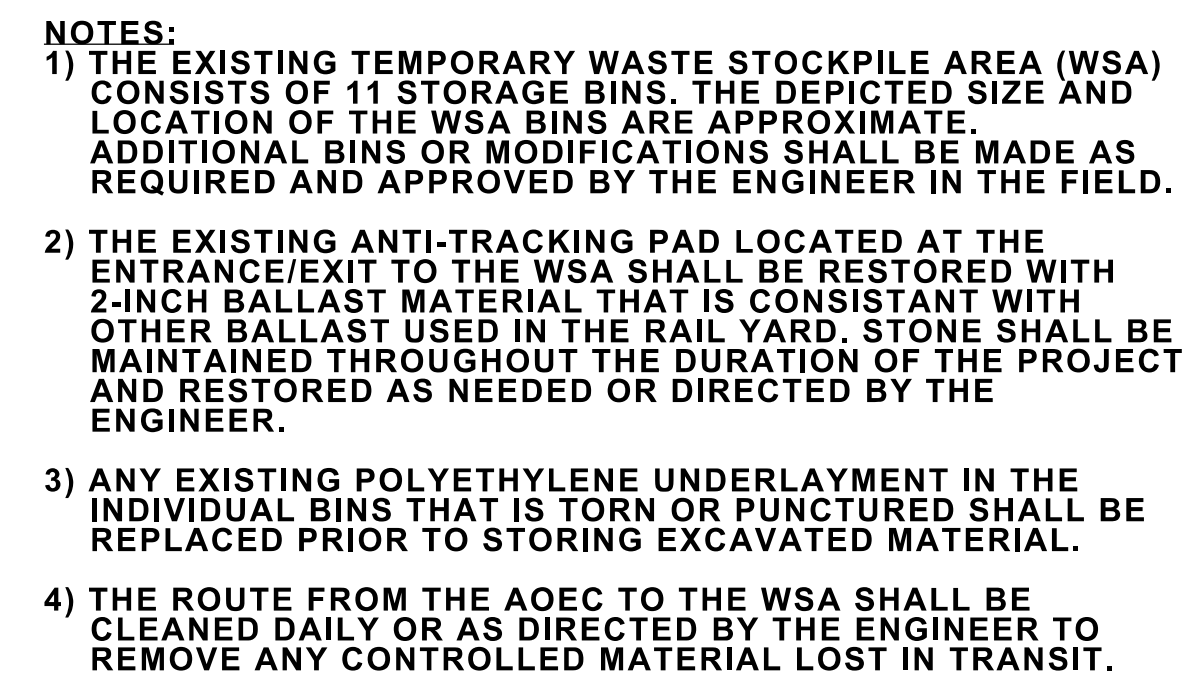 NOTES:
1) THE EXISTING TEMPORARY WASTE STOCKPILE AREA (WSA)
CONSISTS OF 11 STORAGE BINS. THE DEPICTED SIZE AND
LOCATION OF THE WSA BINS ARE APPROXIMATE.
ADDITIONAL BINS OR MODIFICATIONS SHALL BE MADE AS
REQUIRED AND APPROVED BY THE ENGINEER IN THE FIELD.
2) THE EXISTING ANTI-TRACKING PAD LOCATED AT THE
ENTRANCE/EXIT TO THE WSA SHALL BE RESTORED WITH
2-INCH BALLAST MATERIAL THAT IS CONSISTANT WITH
OTHER BALLAST USED IN THE RAIL YARD. STONE SHALL BE
MAINTAINED THROUGHOUT THE DURATION OF THE PROJECT
AND RESTORED AS NEEDED OR DIRECTED BY THE
ENGINEER.
3) ANY EXISTING POLYETHYLENE UNDERLAYMENT IN THE
INDIVIDUAL BINS THAT IS TORN OR PUNCTURED SHALL BE
REPLACED PRIOR TO STORING EXCAVATED MATERIAL.
4) THE ROUTE FROM THE AOEC TO THE WSA SHALL BE
CLEANED DAILY OR AS DIRECTED BY THE ENGINEER TO
REMOVE ANY CONTROLLED MATERIAL LOST IN TRANSIT.